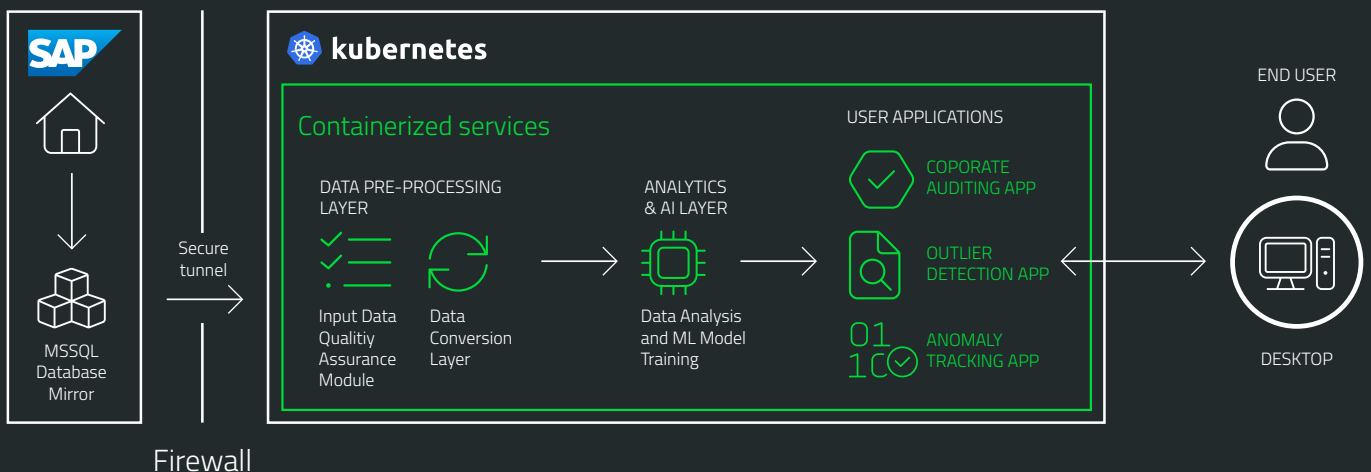 SAP
MSSQL
Database
Mirror
Secure
tunnel
Firewall
kubernetes
Containerized services
DATA PRE-PROCESSING
LAYER
Input Data
Qualitiy
Assurance
Module
Data
Conversion
Layer
ANALYTICS
& AI LAYER
Data Analysis
and ML Model
Training
USER APPLICATIONS
COPORATE
AUDITING APP
OUTLIER
DETECTION APP
01
10
ANOMALY
TRACKING APP
END USER
DESKTOP